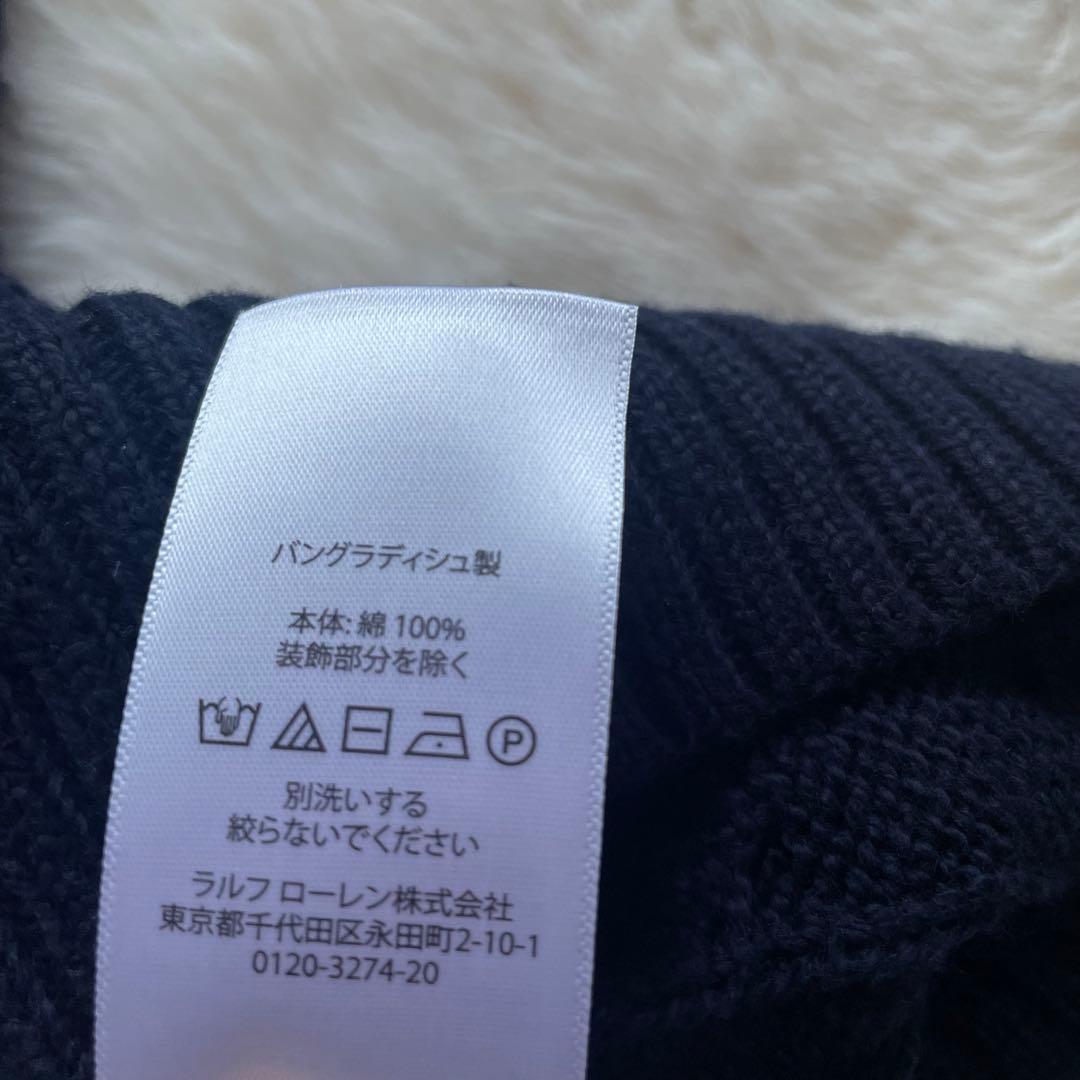 バングラディシュ製
本体: 綿 100%
装飾部分を除く
P
別洗いする
絞らないでください
ラルフ ローレン株式会社
東京都千代田区永田町2-10-1
0120-3274-20